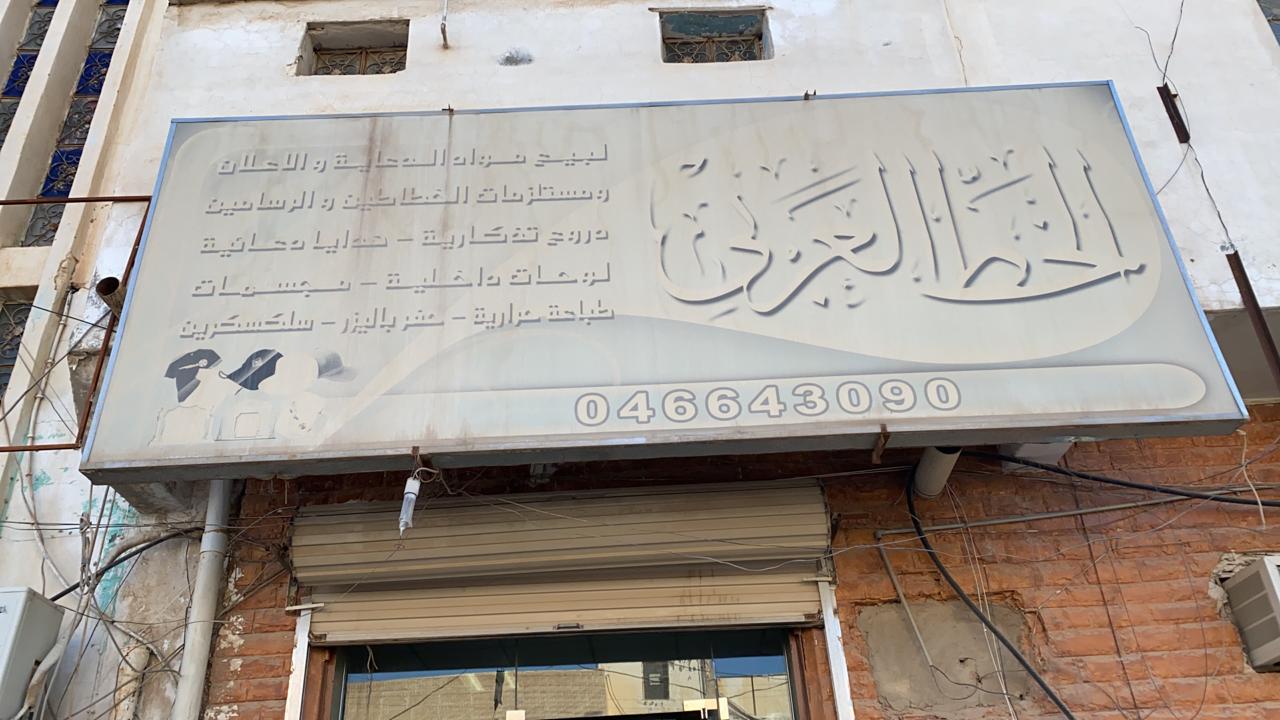 الخط العربي
لبيع مواد الدعاية و الاعلان
ومستلزمات الخطاطين و الرسامين
دروع تذكارية - هدايا دعائية
لوحات داخلية - مجسمات
طباعة حرارية - حفر باليزر - سلكسكرين
046643090